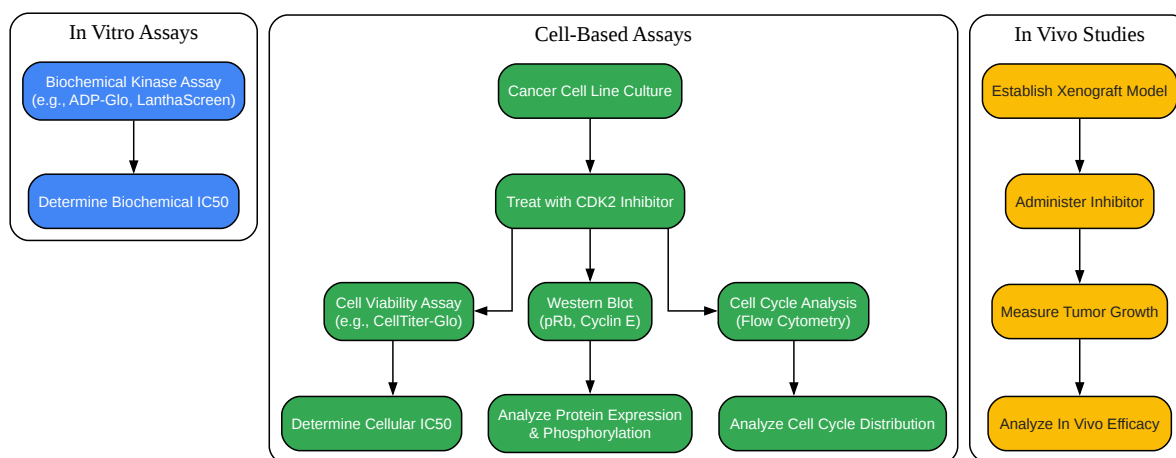 In Vitro Assays
Biochemical Kinase Assay
(e.g., ADP-Glo, LanthaScreen)
Determine Biochemical IC50
Cell-Based Assays
Cancer Cell Line Culture
Treat with CDK2 Inhibitor
Cell Viability Assay
(e.g., CellTiter-Glo)
Western Blot
(pRb, Cyclin E)
Cell Cycle Analysis
(Flow Cytometry)
Determine Cellular IC50
Analyze Protein Expression
& Phosphorylation
Analyze Cell Cycle Distribution
In Vivo Studies
Establish Xenograft Model
Administer Inhibitor
Measure Tumor Growth
Analyze In Vivo Efficacy